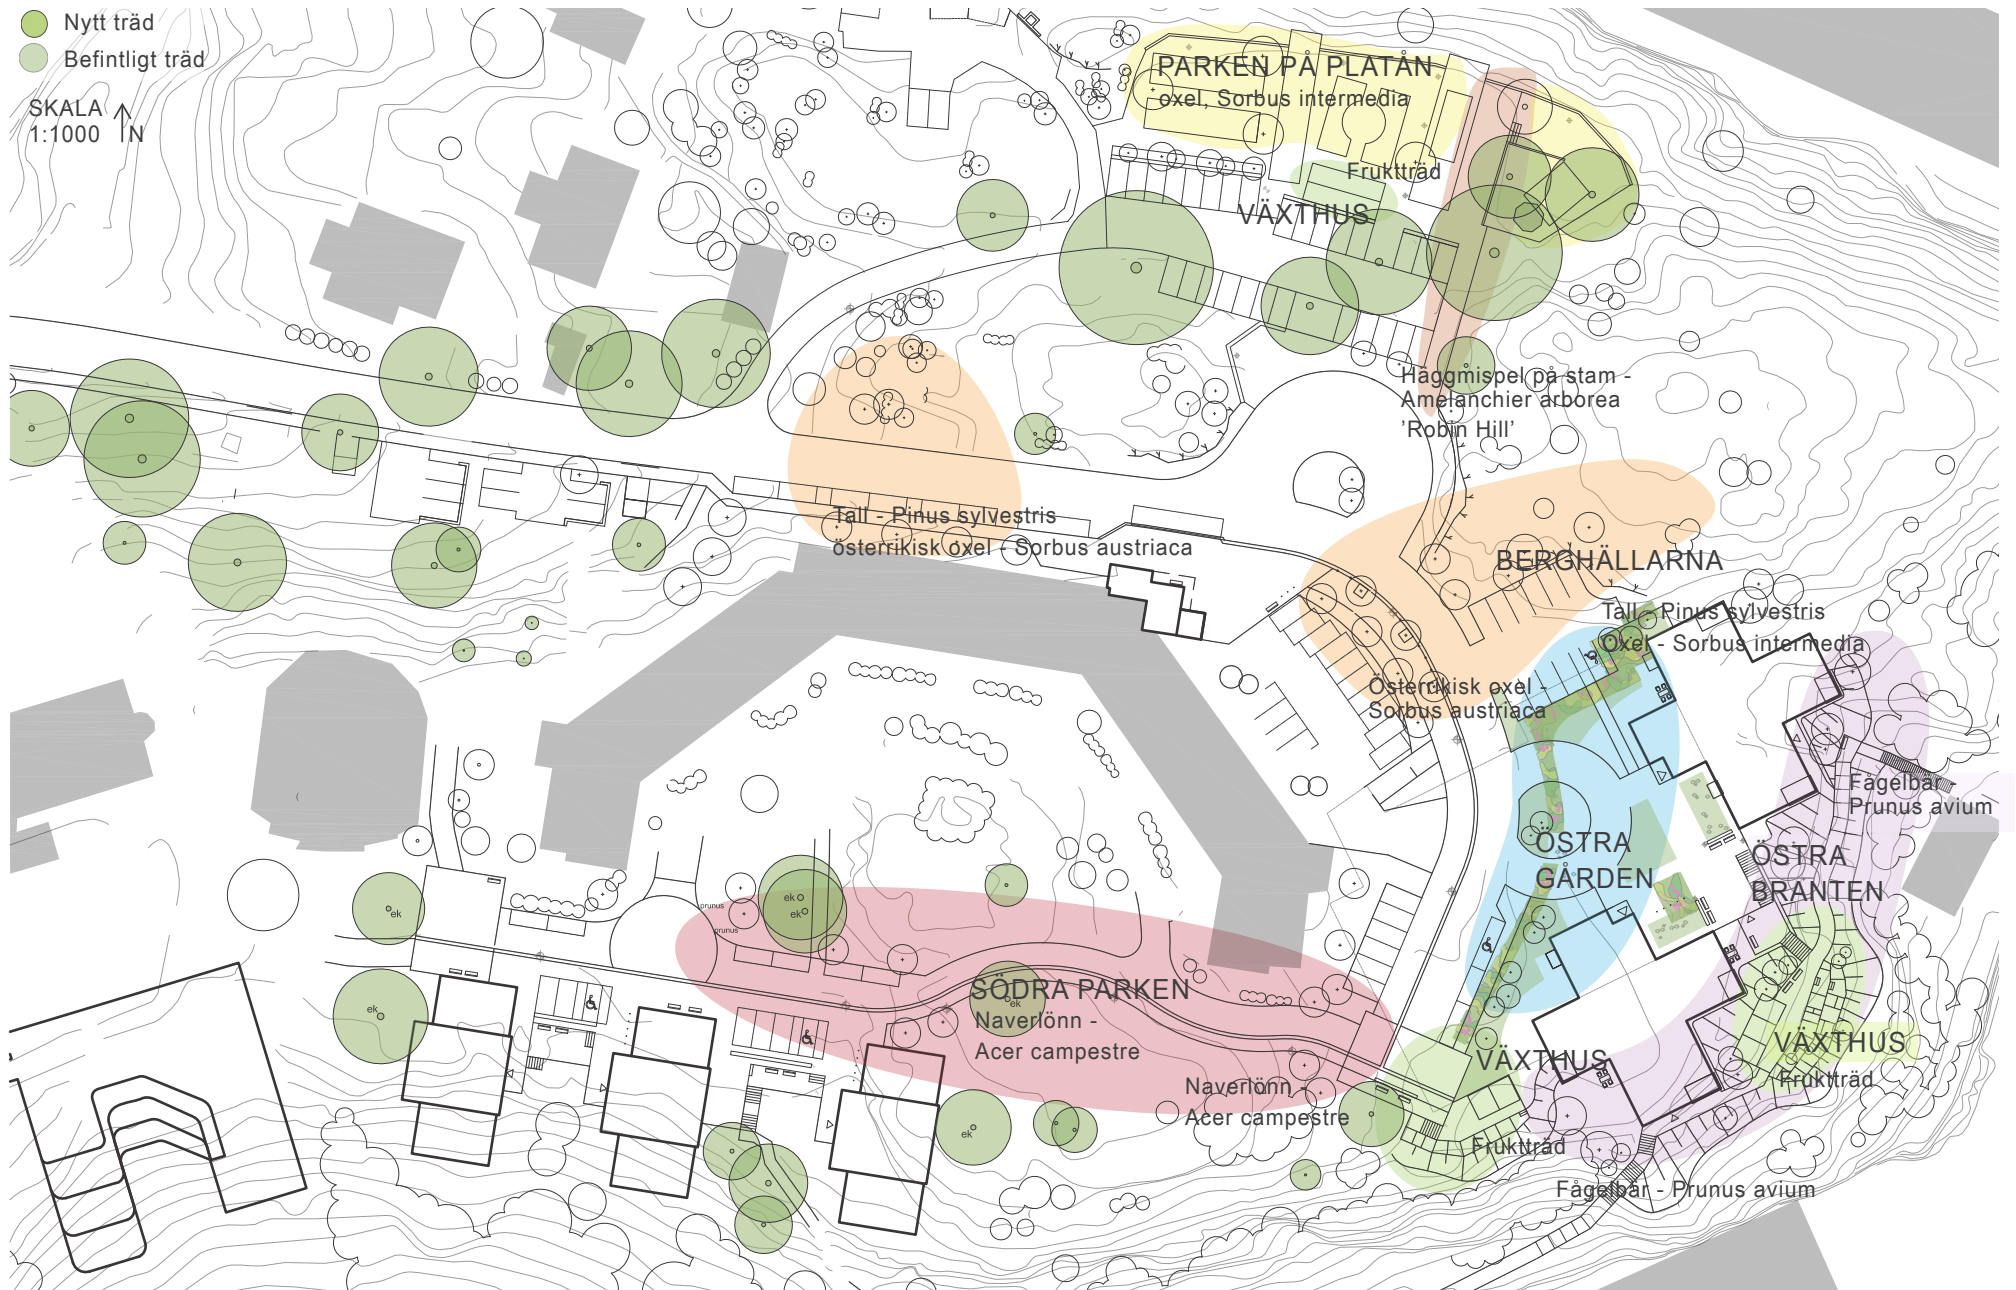 Nytt träd
Befintligt träd
SKALA
1:1000 N
PARKEN PÅ PLATÅN
oxel, Sorbus intermedia
Fruktträd
VÄXTHUS
Häggmispel på stam -
Amelanchier arborea
'Robin Hill'
Tall - Pinus sylvestris
österrikisk oxel - Sorbus austriaca
BERGHÄLLARNA
Tall - Pinus sylvestris
Oxel - Sorbus intermedia
Österrikisk oxel -
Sorbus austriaca
Fågelbär
Prunus avium
ÖSTRA
GÅRDEN
ÖSTRA
BRANTEN
ek
ek
ek
prunus
prunus
SÖDRA PARKEN
ek
Naverlönn -
Acer campestre
ek
VÄXTHUS
Fruktträd
VÄXTHUS
Naverlönn -
Acer campestre
ek
Fruktträd
Fågelbär - Prunus avium